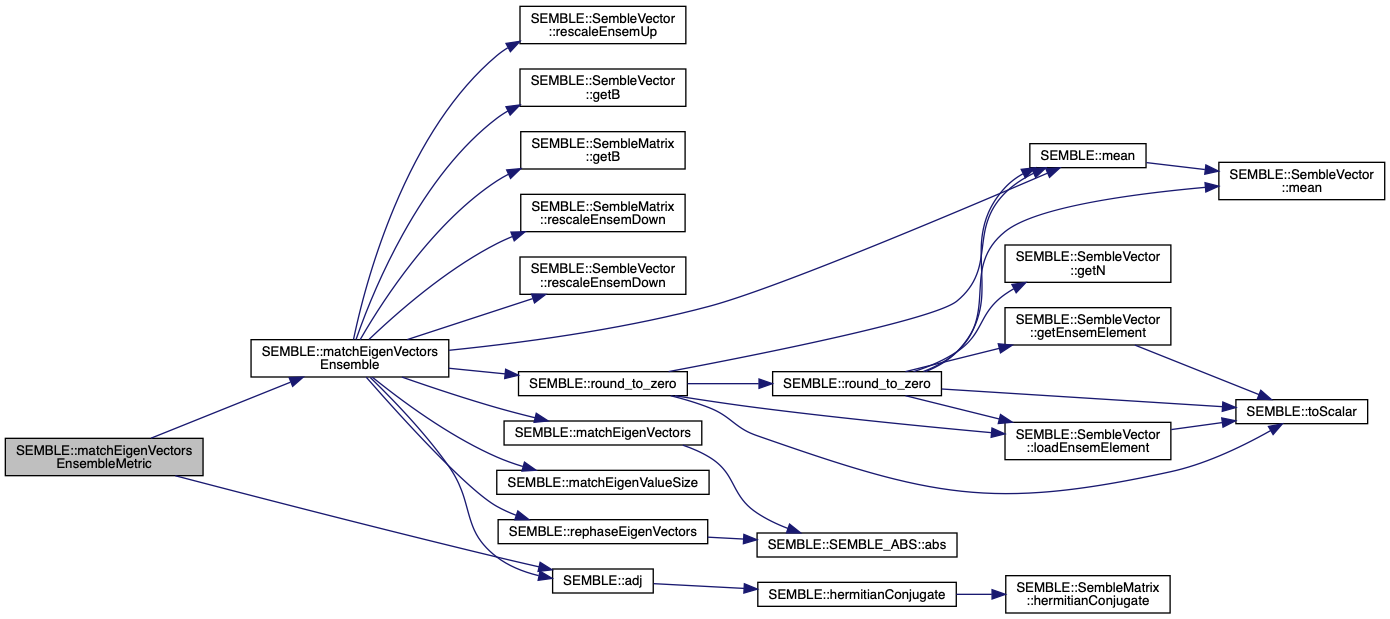 SEMBLE::matchEigenVectors
EnsembleMetric
SEMBLE::matchEigenVectors
Ensemble
SEMBLE::SembleVector
::rescaleEnsemUp
SEMBLE::SembleVector
::getB
SEMBLE::SembleMatrix
::getB
SEMBLE::SembleMatrix
::rescaleEnsemDown
SEMBLE::SembleVector
::rescaleEnsemDown
SEMBLE::round_to_zero
SEMBLE::matchEigenVectors
SEMBLE::matchEigenValueSize
SEMBLE::rephaseEigenVectors
SEMBLE::adj
SEMBLE::round_to_zero
SEMBLE::SEMBLE_ABS::abs
SEMBLE::hermitianConjugate
SEMBLE::mean
SEMBLE::SembleVector
::getN
SEMBLE::SembleVector
::getEnsemElement
SEMBLE::SembleVector
::loadEnsemElement
SEMBLE::SembleMatrix
::hermitianConjugate
SEMBLE::SembleVector
::mean
SEMBLE::toScalar